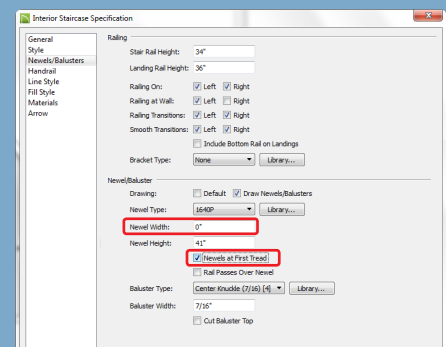 Interior Staircase Specification
General
Style
Newels/Balusters
Handrail
Line Style
Fill Style
Materials
Arrow
Railing
Stair Rail Height: 34"
Landing Rail Height: 36"
Railing On: Left Right
Railing at Wall: Left Right
Railing Transitions: Left Right
Smooth Transitions: Left Right
Include Bottom Rail on Landings
Bracket Type: None Library...
Newel/Baluster
Drawing: Default Draw Newels/Balusters
Newel Type: 1640P Library...
Newel Width: 0"
Newel Height: 41"
Newels at First Tread
Rail Passes Over Newel
Baluster Type: Center Knuckle (7/16) [4] Library...
Baluster Width: 7/16"
Cut Baluster Top